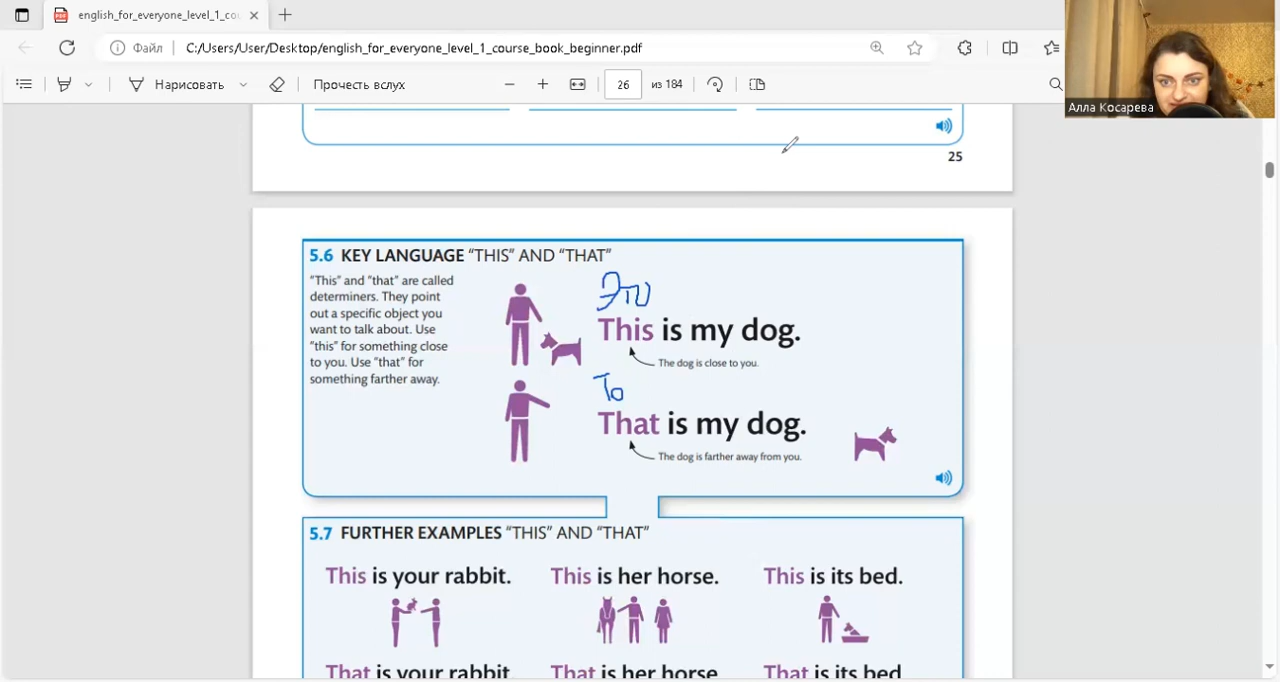 english_for_everyone_level_1_cou
Файл
C:/Users/User/Desktop/english_for_everyone_level_1_course_book_beginner.pdf
Нарисовать
Прочесть вслух
26
из 184
Алла Косарева
25
5.6 KEY LANGUAGE “THIS” AND “THAT”
“This” and “that” are called
determiners. They point
out a specific object you
want to talk about. Use
“this” for something close
to you. Use “that” for
something farther away.
Это
This is my dog.
The dog is close to you.
То
That is my dog.
The dog is farther away from you.
5.7 FURTHER EXAMPLES “THIS” AND “THAT”
This is your rabbit.
This is her horse.
This is its bed.
That is your rabbit.
That is her horse.
That is its bed.